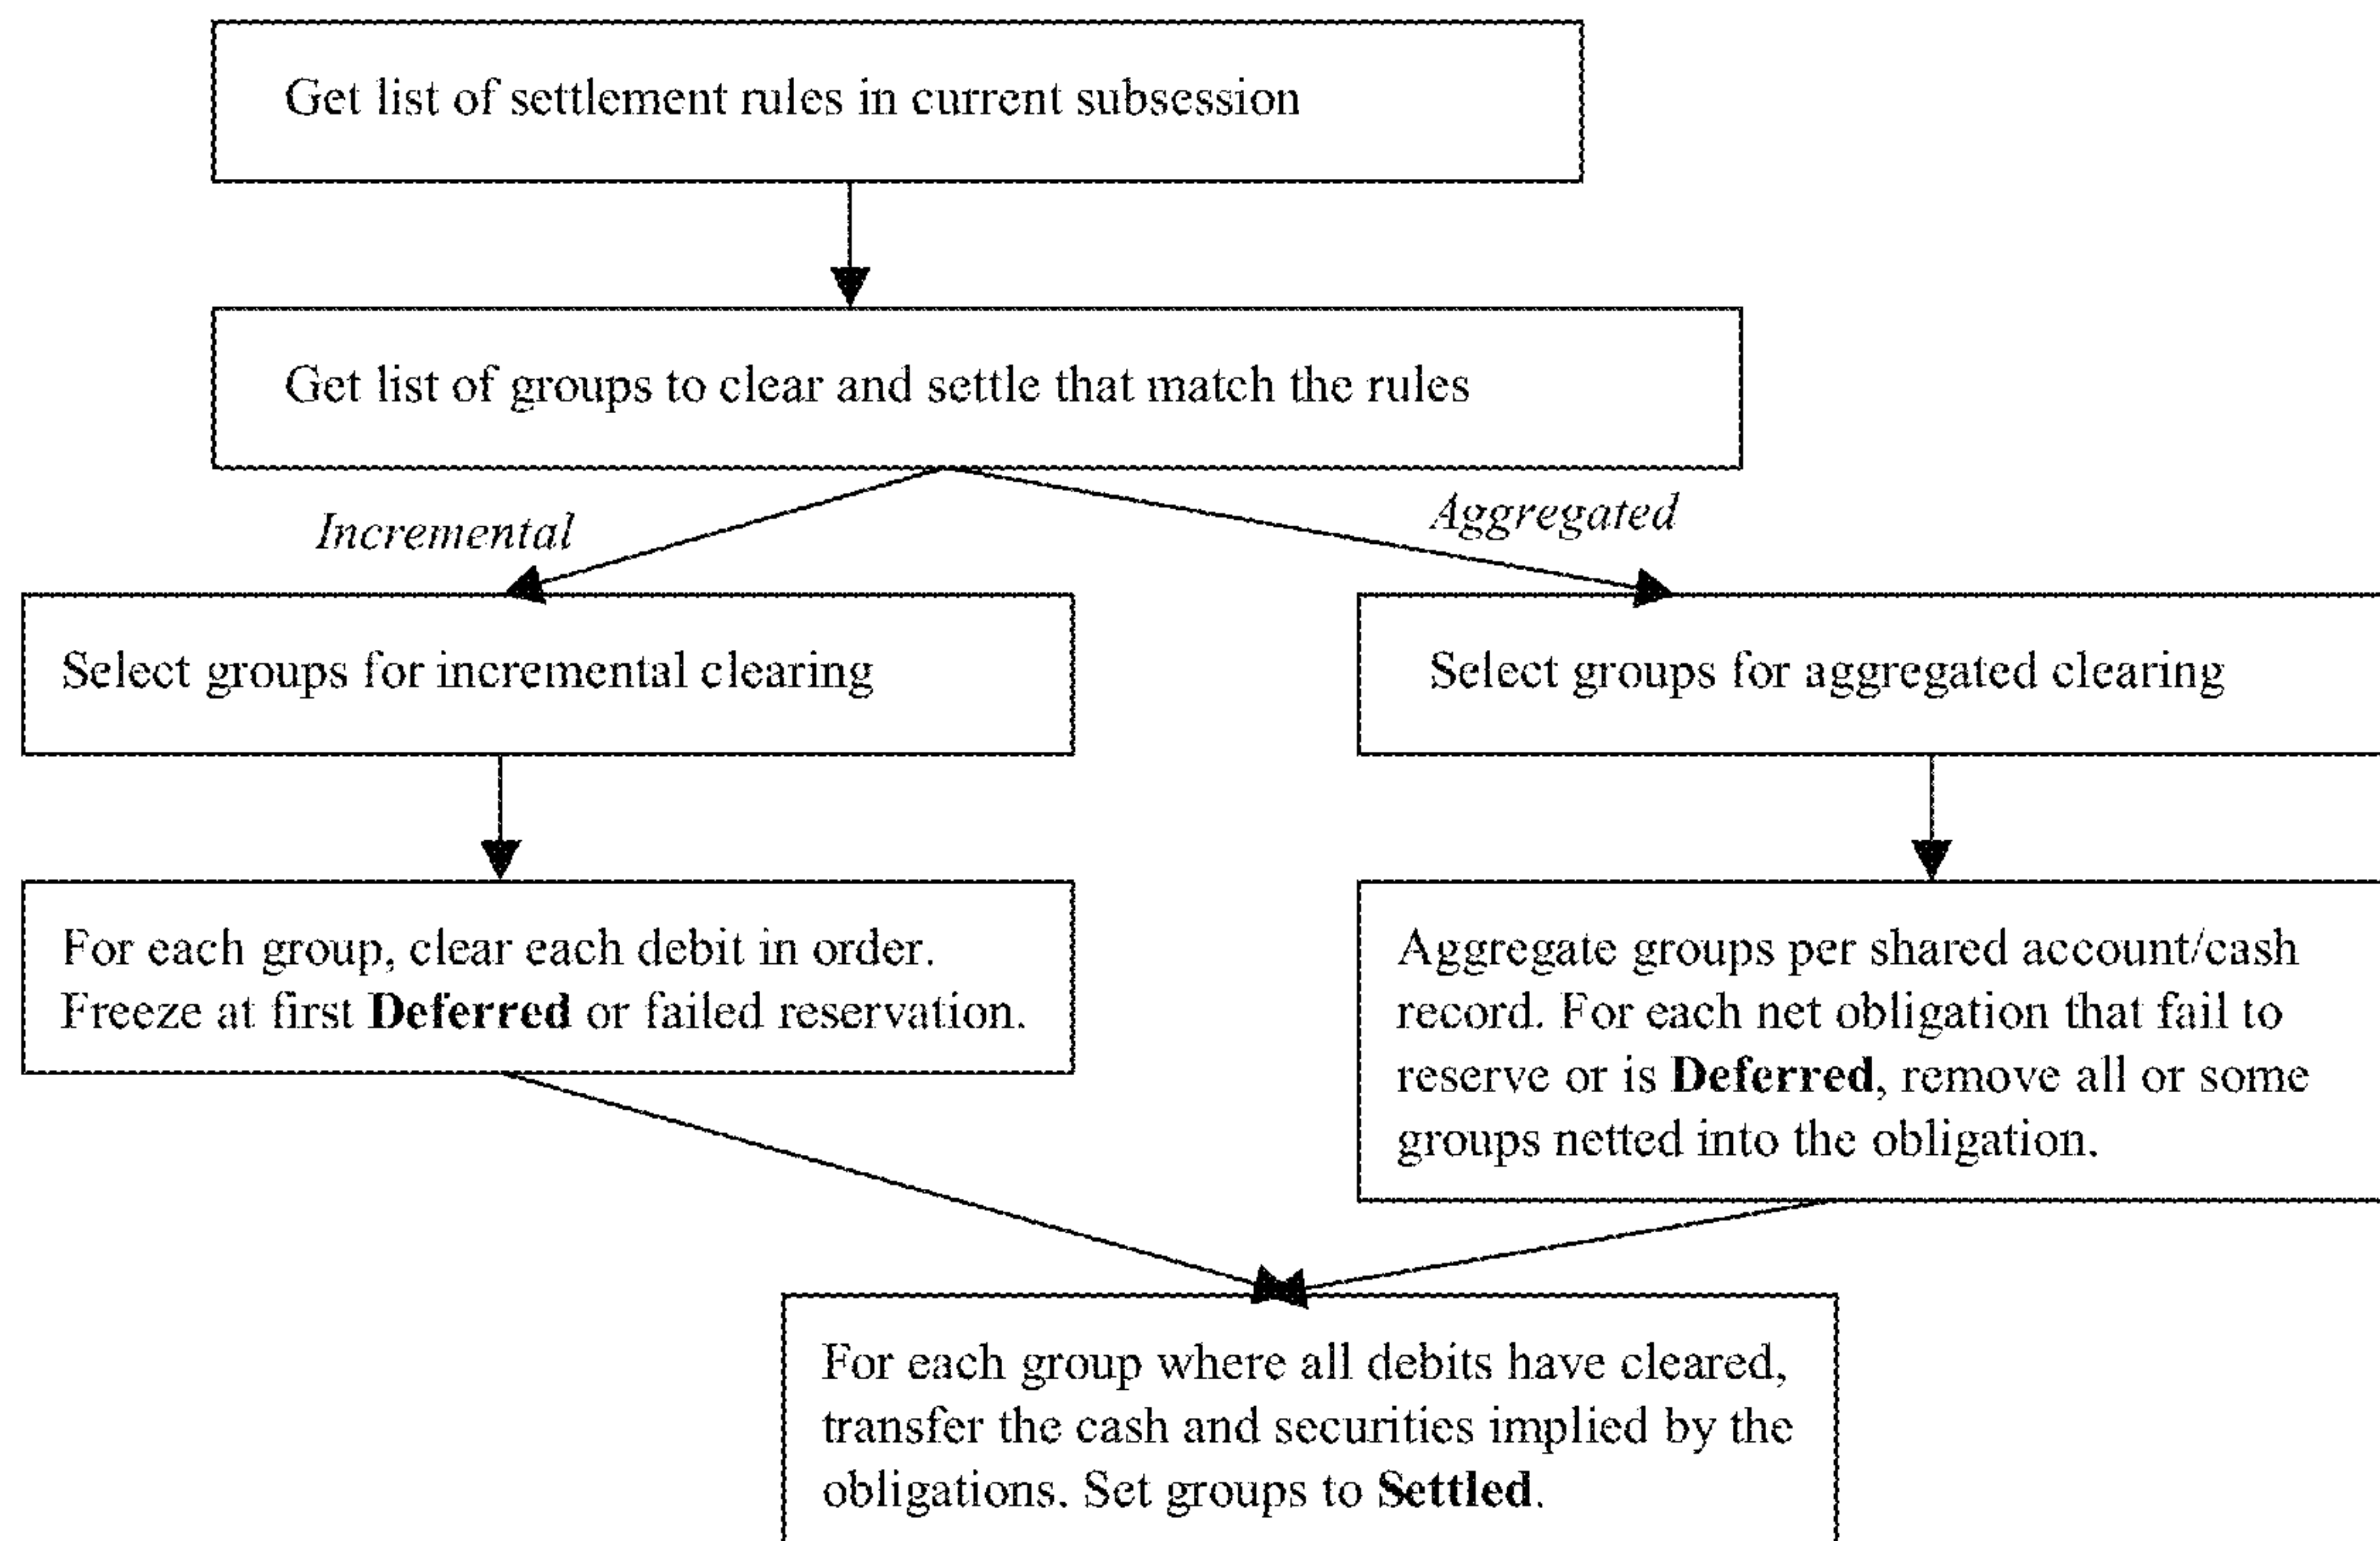 Get list of settlement rules in current subsession
Get list of groups to clear and settle that match the rules
Incremental
Aggregated
Select groups for incremental clearing
Select groups for aggregated clearing
For each group, clear each debit in order.
Freeze at first Deferred or failed reservation.
Aggregate groups per shared account/cash
record. For each net obligation that fail to
reserve or is Deferred, remove all or some
groups netted into the obligation.
For each group where all debits have cleared,
transfer the cash and securities implied by the
obligations. Set groups to Settled.